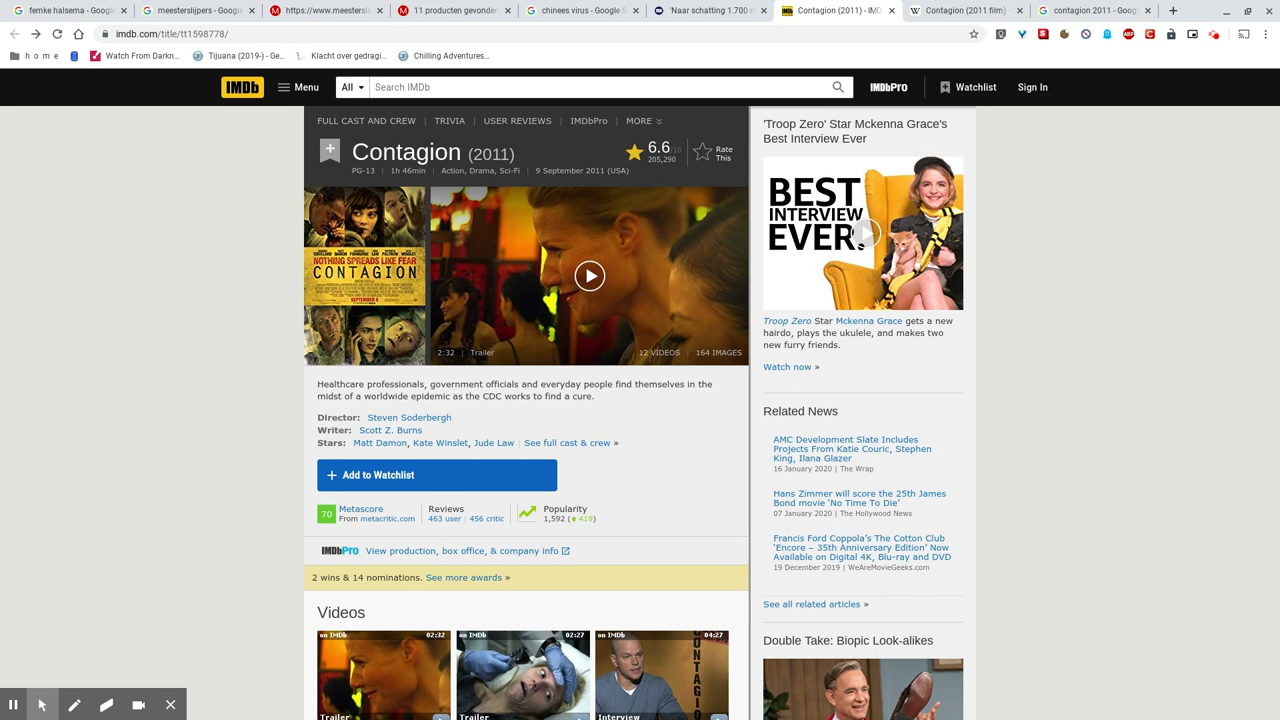 femke halsema - Google
meesterslijpers - Google
https://www.meesterslij
11 producten gevonden
chinees virus - Google S
'Naar schatting 1.700 m
Contagion (2011) - IMD
Contagion (2011 film) -
contagion 2011 - Goog
imdb.com/title/tt1598778/
h o m e
Watch From Darkn...
Tijuana (2019-) - Ge...
Klacht over gedragi...
Chilling Adventures...
IMDb
Menu
All
Search IMDb
IMDbPro
Watchlist
Sign In
FULL CAST AND CREW | TRIVIA | USER REVIEWS | IMDbPro | MORE
Contagion (2011)
6.6/10
205,290
Rate
This
PG-13 | 1h 46min | Action, Drama, Sci-Fi | 9 September 2011 (USA)
NOTHING SPREADS LIKE FEAR
CONTAGION
SEPTEMBER 9
2:32 | Trailer
12 VIDEOS | 164 IMAGES
Healthcare professionals, government officials and everyday people find themselves in the
midst of a worldwide epidemic as the CDC works to find a cure.
Director: Steven Soderbergh
Writer: Scott Z. Burns
Stars: Matt Damon, Kate Winslet, Jude Law | See full cast & crew »
+ Add to Watchlist
70
Metascore
From metacritic.com
Reviews
463 user | 456 critic
Popularity
1,592 (419)
IMDbPro View production, box office, & company info
2 wins & 14 nominations. See more awards »
Videos
on IMDb 02:32
Trailer
on IMDb 02:27
Trailer
on IMDb 04:27
CONTAGIO
Interview
'Troop Zero' Star Mckenna Grace's
Best Interview Ever
BEST
INTERVIEW
EVER.
Troop Zero Star Mckenna Grace gets a new
hairdo, plays the ukulele, and makes two
new furry friends.
Watch now »
Related News
AMC Development Slate Includes
Projects From Katie Couric, Stephen
King, Ilana Glazer
16 January 2020 | The Wrap
Hans Zimmer will score the 25th James
Bond movie ‘No Time To Die’
07 January 2020 | The Hollywood News
Francis Ford Coppola’s The Cotton Club
‘Encore – 35th Anniversary Edition’ Now
Available on Digital 4K, Blu-ray and DVD
19 December 2019 | WeAreMovieGeeks.com
See all related articles »
Double Take: Biopic Look-alikes